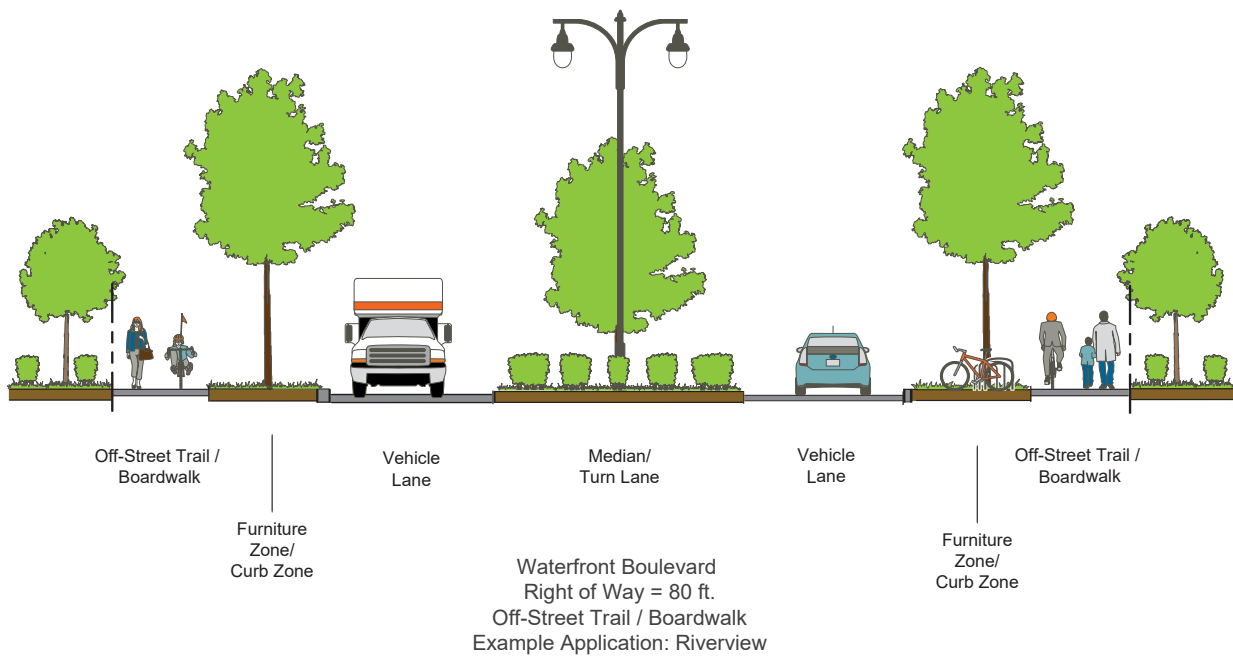 Off-Street Trail /
Boardwalk
Furniture
Zone/
Curb Zone
Vehicle
Lane
Median/
Turn Lane
Vehicle
Lane
Furniture
Zone/
Curb Zone
Off-Street Trail /
Boardwalk
Waterfront Boulevard
Right of Way = 80 ft.
Off-Street Trail / Boardwalk
Example Application: Riverview